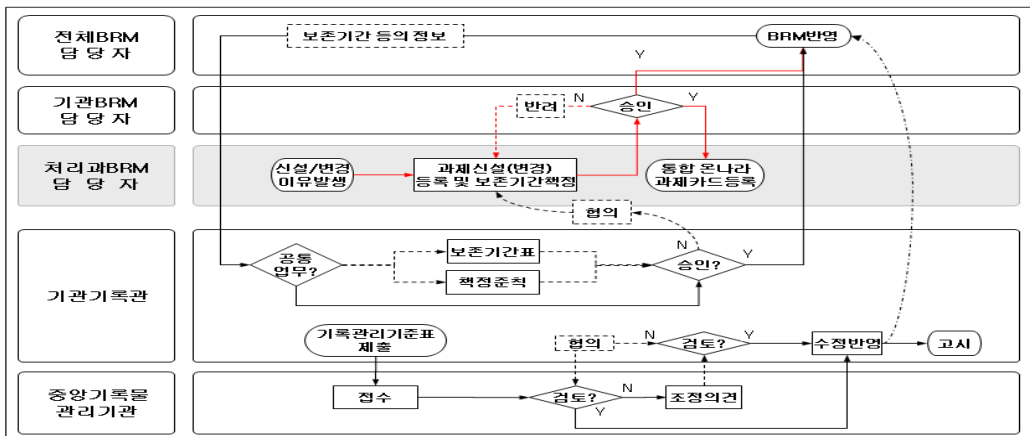 전체BRM
담 당 자
보존기간 등의 정보
BRM반영
Y
기관BRM
담 당 자
반려
N
승인
Y
처리과BRM
담 당 자
신설/변경
이유발생
과제신설(변경)
등록 및 보존기간책정
통합 온나라
과제카드등록
협의
기관기록관
공통
업무?
보존기간표
책정준칙
N
승인?
Y
기록관리기준표
제출
협의
N
검토?
Y
수정반영
고시
중앙기록물
관리기관
접수
검토?
N
Y
조정의견